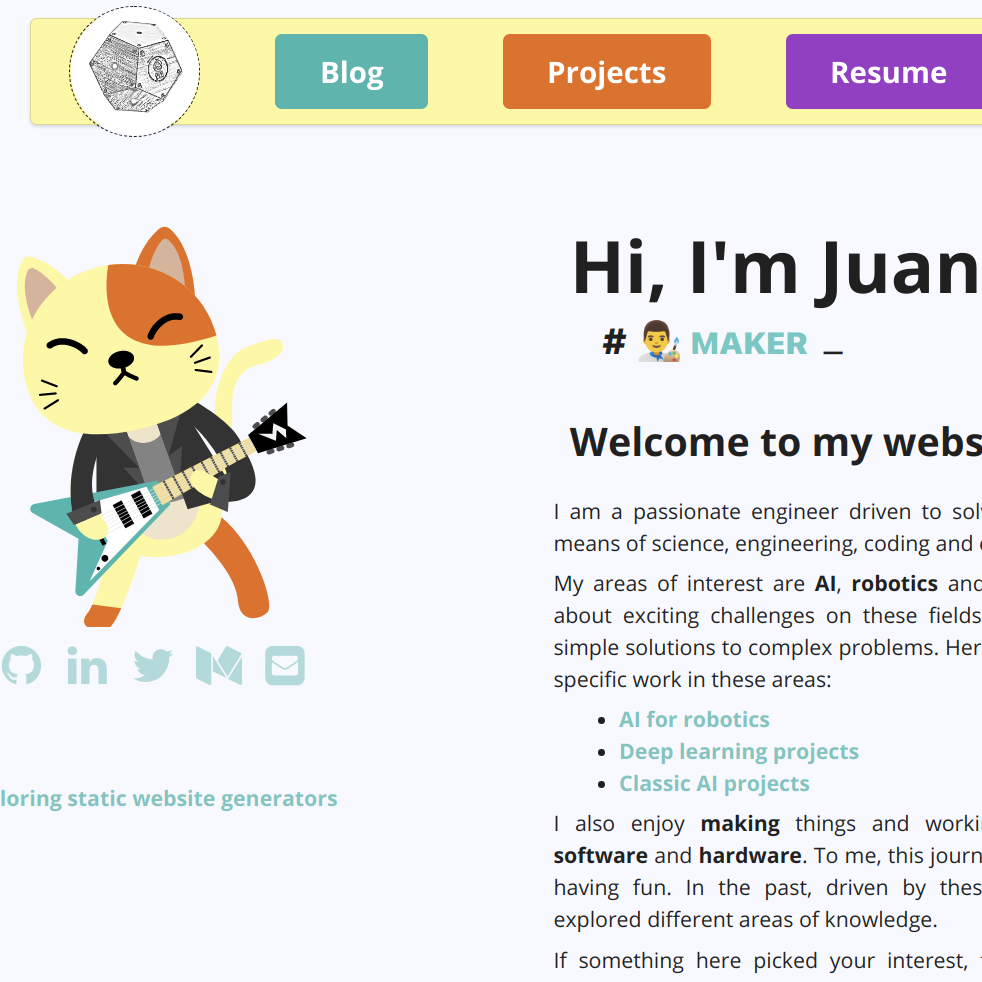 Blog
Projects
Resume
Hi, I'm Juan
# 👨‍🎨 MAKER _
Welcome to my webs
I am a passionate engineer driven to sol
means of science, engineering, coding and
My areas of interest are AI, robotics and
about exciting challenges on these fields
simple solutions to complex problems. Her
specific work in these areas:
• AI for robotics
• Deep learning projects
• Classic AI projects
I also enjoy making things and worki
software and hardware. To me, this journ
having fun. In the past, driven by thes
explored different areas of knowledge.
If something here picked your interest,
in
loring static website generators